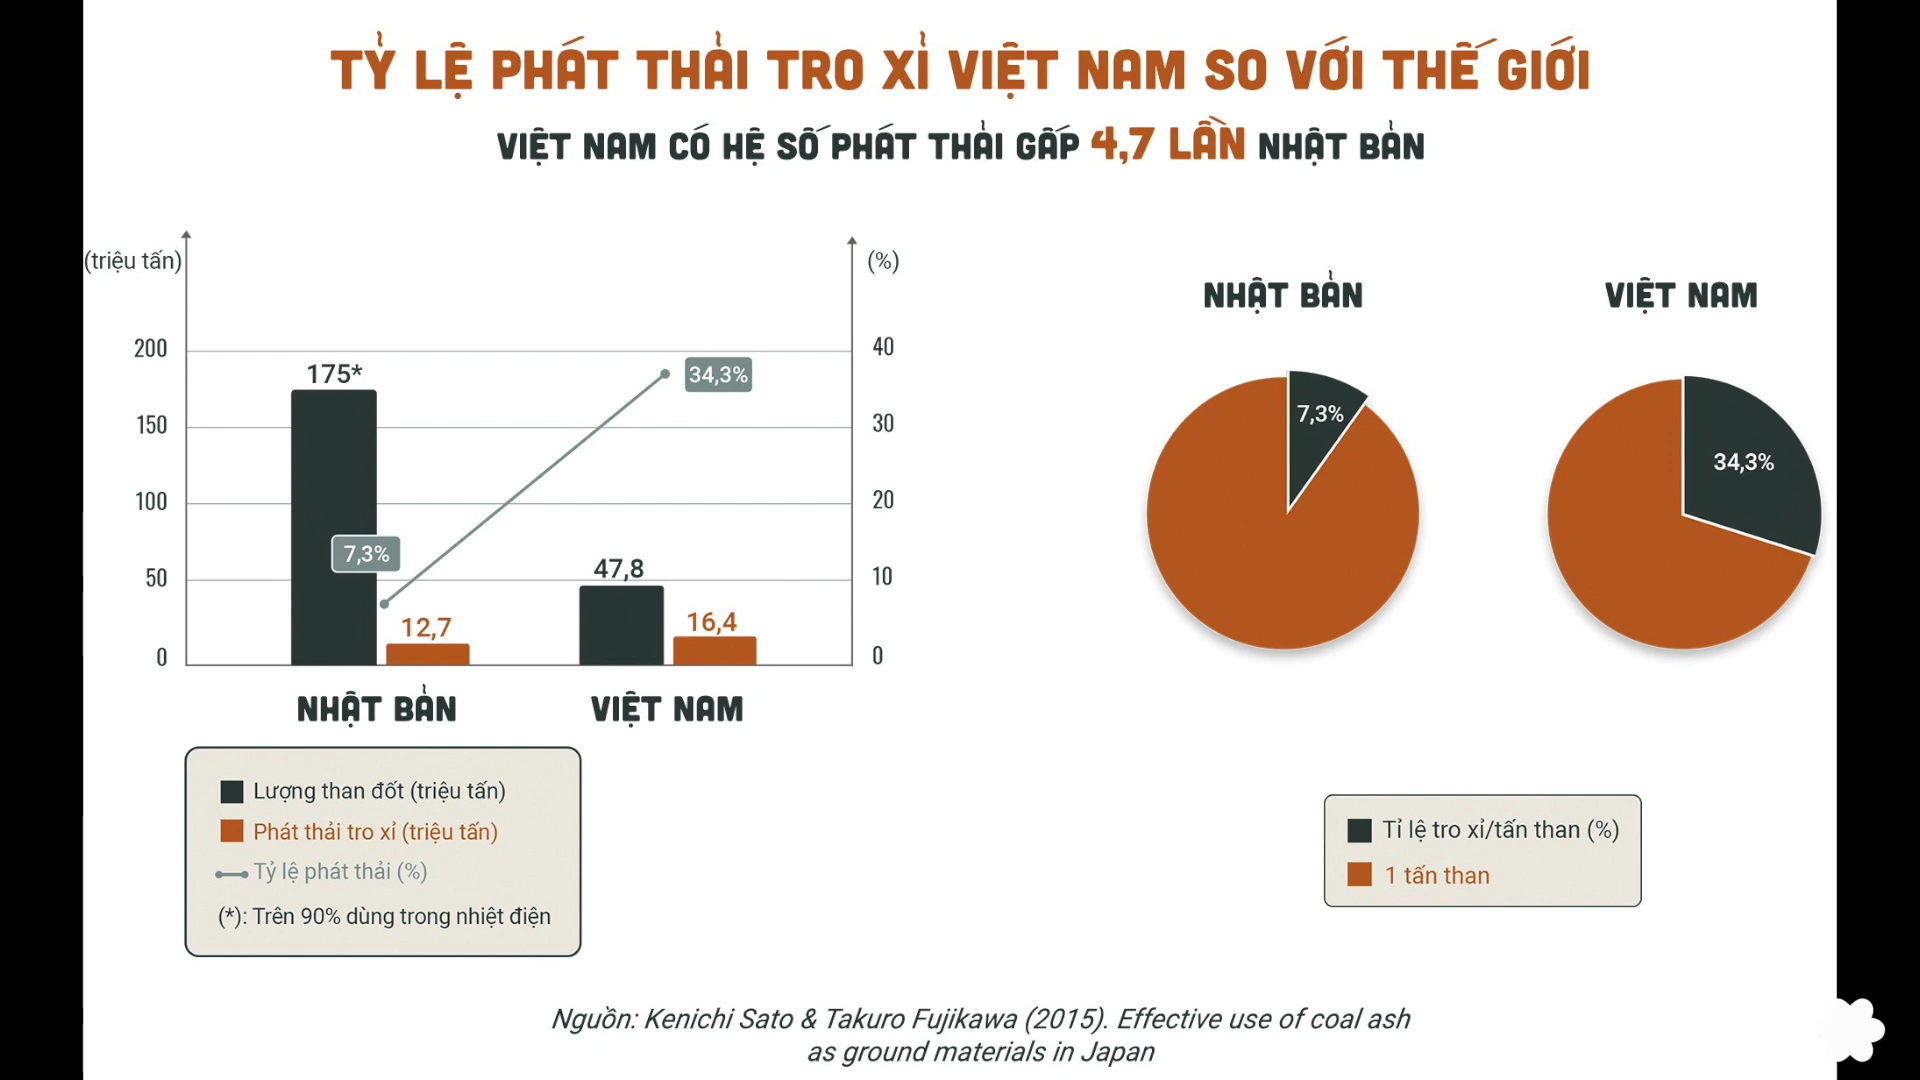 TỶ LỆ PHÁT THẢI TRO XỈ VIỆT NAM SO VỚI THẾ GIỚI
VIỆT NAM CÓ HỆ SỐ PHÁT THẢI GẤP 4,7 LẦN NHẬT BẢN
(triệu tấn)
(%)
200
150
100
50
0
40
30
20
10
0
175*
7,3%
12,7
34,3%
47,8
16,4
NHẬT BẢN
VIỆT NAM
Lượng than đốt (triệu tấn)
Phát thải tro xỉ (triệu tấn)
Tỷ lệ phát thải (%)
(*): Trên 90% dùng trong nhiệt điện
NHẬT BẢN
VIỆT NAM
7,3%
34,3%
Tỉ lệ tro xỉ/tấn than (%)
1 tấn than
Nguồn: Kenichi Sato & Takuro Fujikawa (2015). Effective use of coal ash
as ground materials in Japan